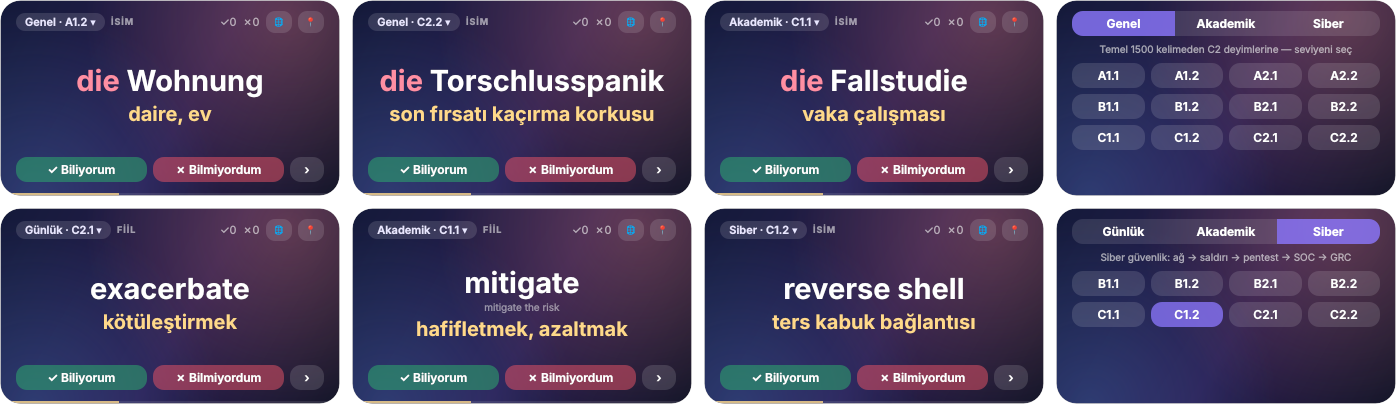 Genel · A1.2 ▾ İSİM ✓0 ×0
die Wohnung
daire, ev
✓ Biliyorum × Bilmiyordum ›
Genel · C2.2 ▾ İSİM ✓0 ×0
die Torschlusspanik
son fırsatı kaçırma korkusu
✓ Biliyorum × Bilmiyordum ›
Akademik · C1.1 ▾ İSİM ✓0 ×0
die Fallstudie
vaka çalışması
✓ Biliyorum × Bilmiyordum ›
Genel Akademik Siber
Temel 1500 kelimeden C2 deyimlerine — seviyeni seç
A1.1 A1.2 A2.1 A2.2
B1.1 B1.2 B2.1 B2.2
C1.1 C1.2 C2.1 C2.2
Günlük · C2.1 ▾ FİİL ✓0 ×0
exacerbate
kötüleştirmek
✓ Biliyorum × Bilmiyordum ›
Akademik · C1.1 ▾ FİİL ✓0 ×0
mitigate
mitigate the risk
hafifletmek, azaltmak
✓ Biliyorum × Bilmiyordum ›
Siber · C1.2 ▾ İSİM ✓0 ×0
reverse shell
ters kabuk bağlantısı
✓ Biliyorum × Bilmiyordum ›
Günlük Akademik Siber
Siber güvenlik: ağ → saldırı → pentest → SOC → GRC
B1.1 B1.2 B2.1 B2.2
C1.1 C1.2 C2.1 C2.2